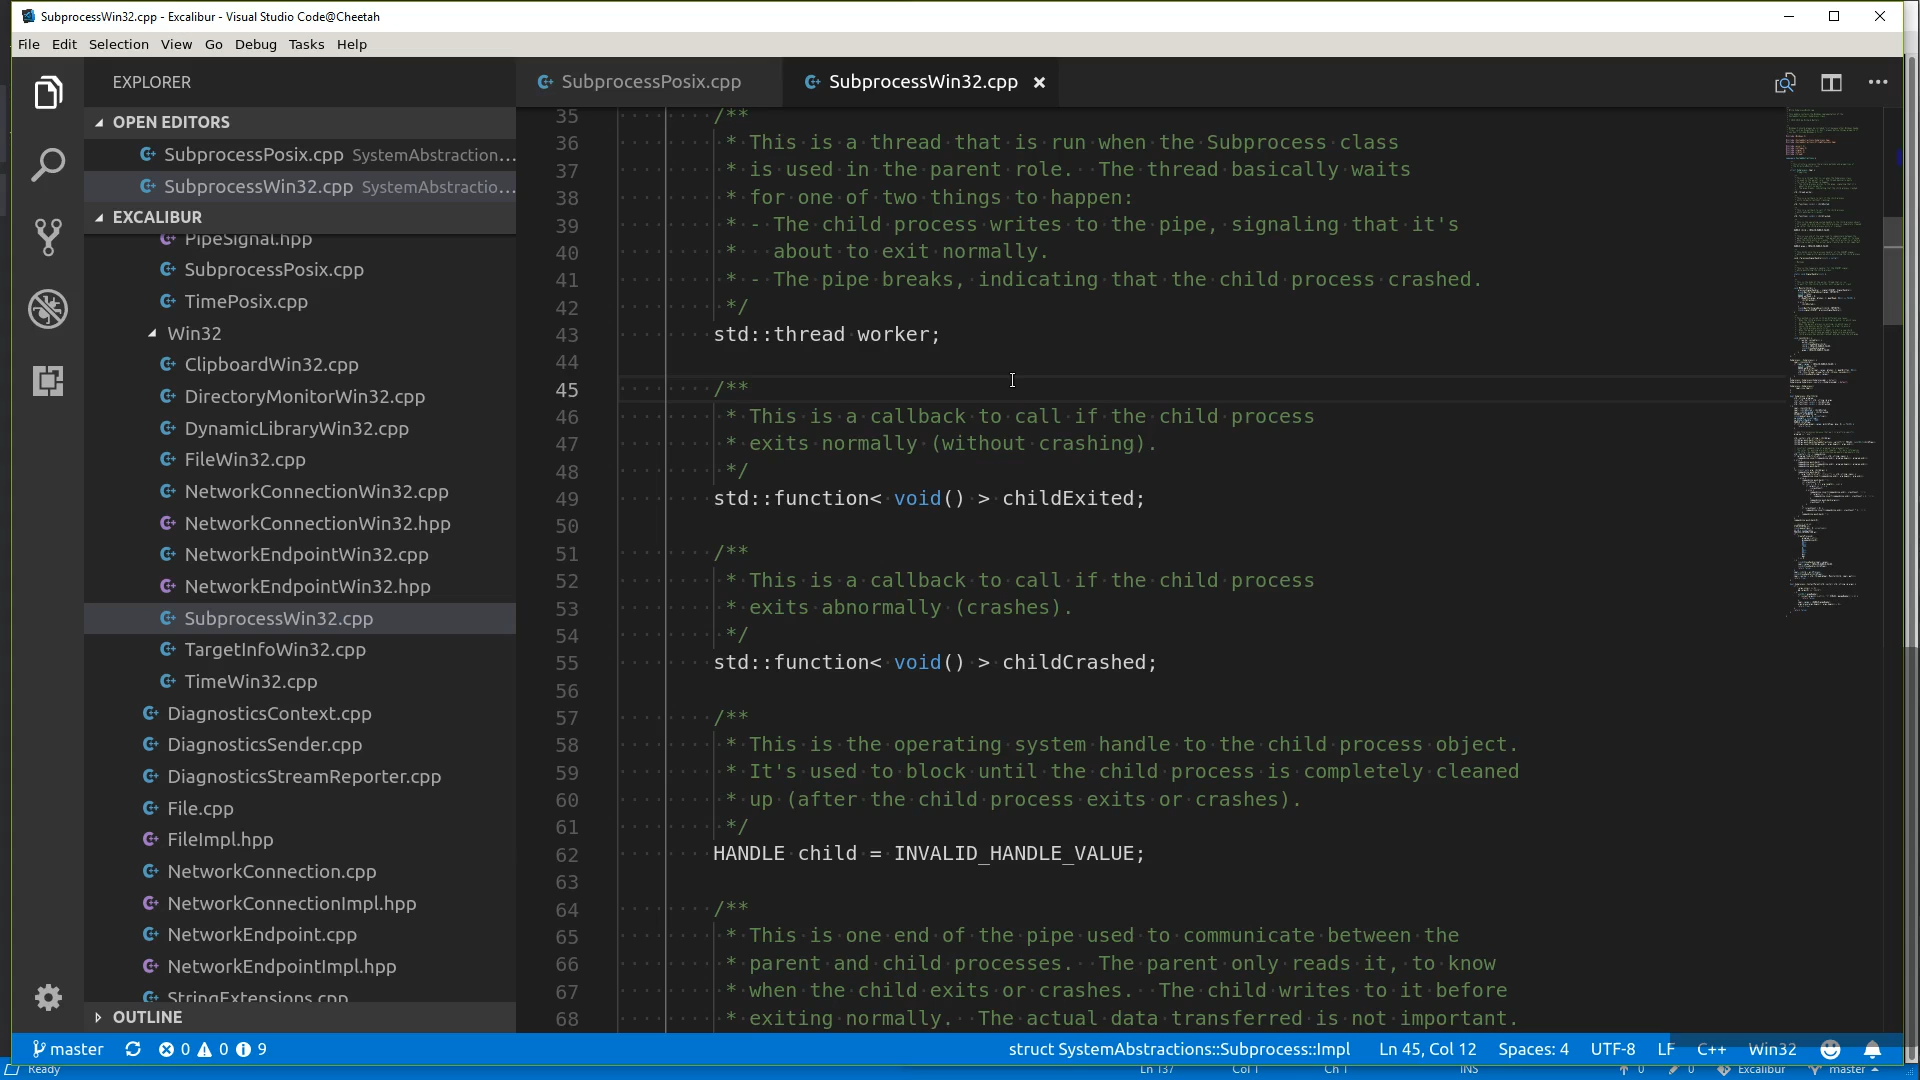 SubprocessWin32.cpp - Excalibur - Visual Studio Code@Cheetah
File Edit Selection View Go Debug Tasks Help
EXPLORER
OPEN EDITORS
SubprocessPosix.cpp SystemAbstraction...
SubprocessWin32.cpp SystemAbstractio...
EXCALIBUR
PipeSignal.hpp
SubprocessPosix.cpp
TimePosix.cpp
Win32
ClipboardWin32.cpp
DirectoryMonitorWin32.cpp
DynamicLibraryWin32.cpp
FileWin32.cpp
NetworkConnectionWin32.cpp
NetworkConnectionWin32.hpp
NetworkEndpointWin32.cpp
NetworkEndpointWin32.hpp
SubprocessWin32.cpp
TargetInfoWin32.cpp
TimeWin32.cpp
DiagnosticsContext.cpp
DiagnosticsSender.cpp
DiagnosticsStreamReporter.cpp
File.cpp
FileImpl.hpp
NetworkConnection.cpp
NetworkConnectionImpl.hpp
NetworkEndpoint.cpp
NetworkEndpointImpl.hpp
StringExtensions.cpp
OUTLINE
SubprocessPosix.cpp SubprocessWin32.cpp
35 /**
36 * This is a thread that is run when the Subprocess class
37 * is used in the parent role.  The thread basically waits
38 * for one of two things to happen:
39 * - The child process writes to the pipe, signaling that it's
40 *   about to exit normally.
41 * - The pipe breaks, indicating that the child process crashed.
42 */
43 std::thread worker;
44
45 /**
46 * This is a callback to call if the child process
47 * exits normally (without crashing).
48 */
49 std::function< void() > childExited;
50
51 /**
52 * This is a callback to call if the child process
53 * exits abnormally (crashes).
54 */
55 std::function< void() > childCrashed;
56
57 /**
58 * This is the operating system handle to the child process object.
59 * It's used to block until the child process is completely cleaned
60 * up (after the child process exits or crashes).
61 */
62 HANDLE child = INVALID_HANDLE_VALUE;
63
64 /**
65 * This is one end of the pipe used to communicate between the
66 * parent and child processes.  The parent only reads it, to know
67 * when the child exits or crashes.  The child writes to it before
68 * exiting normally.  The actual data transferred is not important.
master 0 0 9 struct SystemAbstractions::Subprocess::Impl Ln 45, Col 12 Spaces: 4 UTF-8 LF C++ Win32
Ready Ln 137 Col 1 Ch 1 INS 0 0 Excalibur master